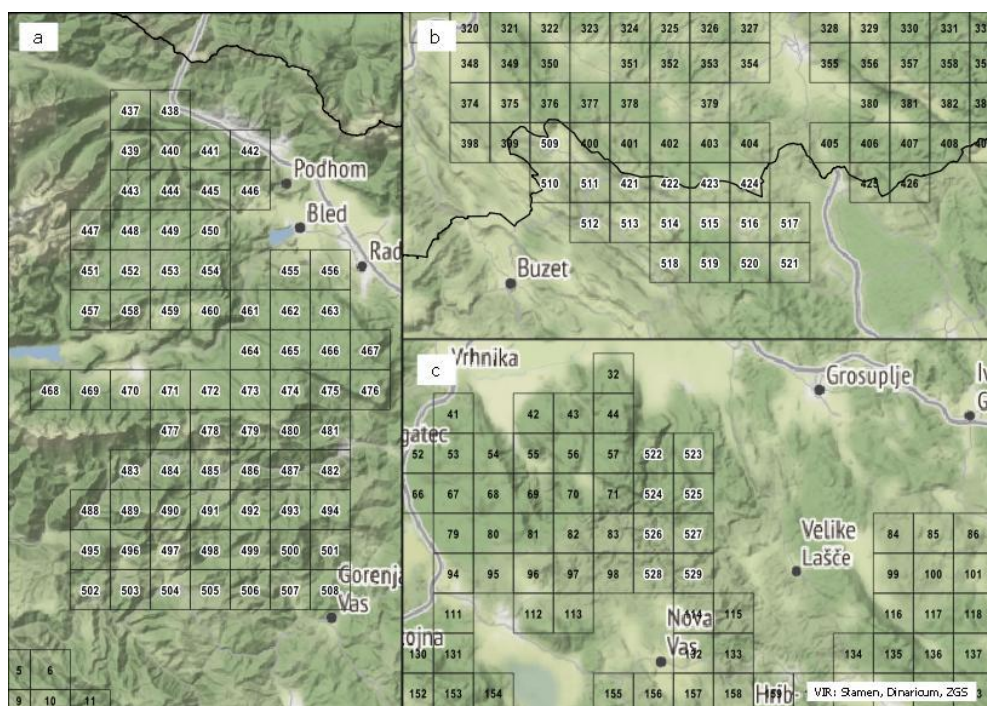 a
437 438
439 440 441 442
Podhom
443 444 445 446
Bled
447 448 449 450
Rad
451 452 453 454 455 456
457 458 459 460 461 462 463
464 465 466 467
468 469 470 471 472 473 474 475 476
477 478 479 480 481
483 484 485 486 487 482
488 489 490 491 492 493 494
495 496 497 498 499 500 501
Gorenja
502 503 504 505 506 507 508
Vas
5 6
9 10 11
b
320 321 322 323 324 325 326 327 328 329 330 331
348 349 350 351 352 353 354 355 356 357 358
374 375 376 377 378 379 380 381 382
398 399 509 400 401 402 403 404 405 406 407 408
510 511 421 422 423 424 425 426
512 513 514 515 516 517
518 519 520 521
Buzet
c
Vrhnika
32
Grosuplje
41 42 43 44
gatec
52 53 54 55 56 57 522 523
66 67 68 69 70 71 524 525
79 80 81 82 83 526 527 84 85 86
Velike
Lašče
94 95 96 97 98 528 529 99 100 101
111 112 113 114 115 116 117 118
Nova
Vas
tojna
130 131 132 133 134 135 136 137
152 153 154 155 156 157 158 159
Hrib
VIR: Stamen, Dinaricum, ZGS